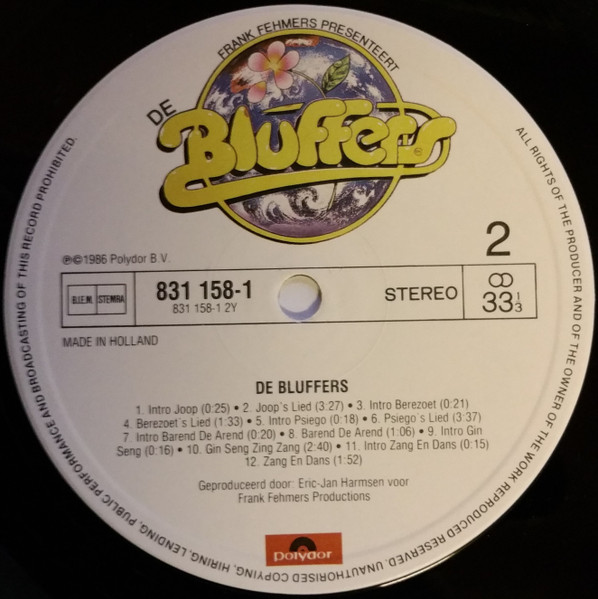 FRANK FEHMERS PRESENTEERT
DE
Bluffers
®
2
℗©1986 Polydor B.V.
B.I.E.M. STEMRA
831 158-1
831 158-1 2Y
STEREO
33 1/3
MADE IN HOLLAND
DE BLUFFERS
1. Intro Joop (0:25) • 2. Joop's Lied (3:27) • 3. Intro Berezoet (0:21)
4. Berezoet's Lied (1:33) • 5. Intro Psiego (0:18) • 6. Psiego's Lied (3:37)
7. Intro Barend De Arend (0:20) • 8. Barend De Arend (1:06) • 9. Intro Gin
Seng (0:16) • 10. Gin Seng Zing Zang (2:40) • 11. Intro Zang En Dans (0:15)
12. Zang En Dans (1:52)
Geproduceerd door: Eric-Jan Harmsen voor
Frank Fehmers Productions
polydor
ALL RIGHTS OF THE PRODUCER AND OF THE OWNER OF THE WORK REPRODUCED RESERVED. UNAUTHORISED COPYING, HIRING, LENDING, PUBLIC PERFORMANCE AND BROADCASTING OF THIS RECORD PROHIBITED.